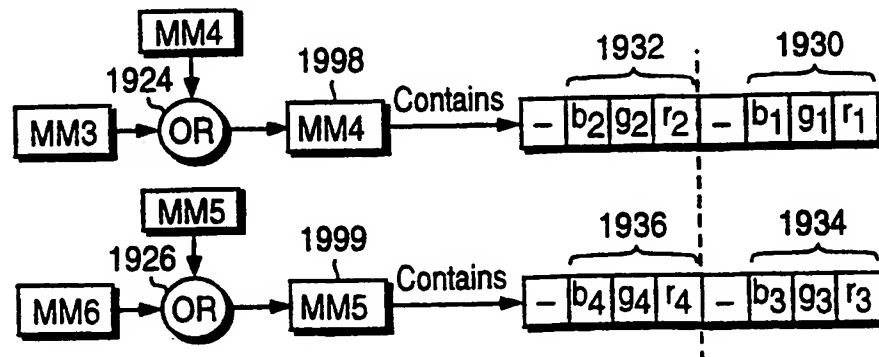 MM4
1924
1998
1932
1930
MM3
OR
MM4
Contains
– b2 g2 r2 – b1 g1 r1
MM5
1926
1999
1936
1934
MM6
OR
MM5
Contains
– b4 g4 r4 – b3 g3 r3